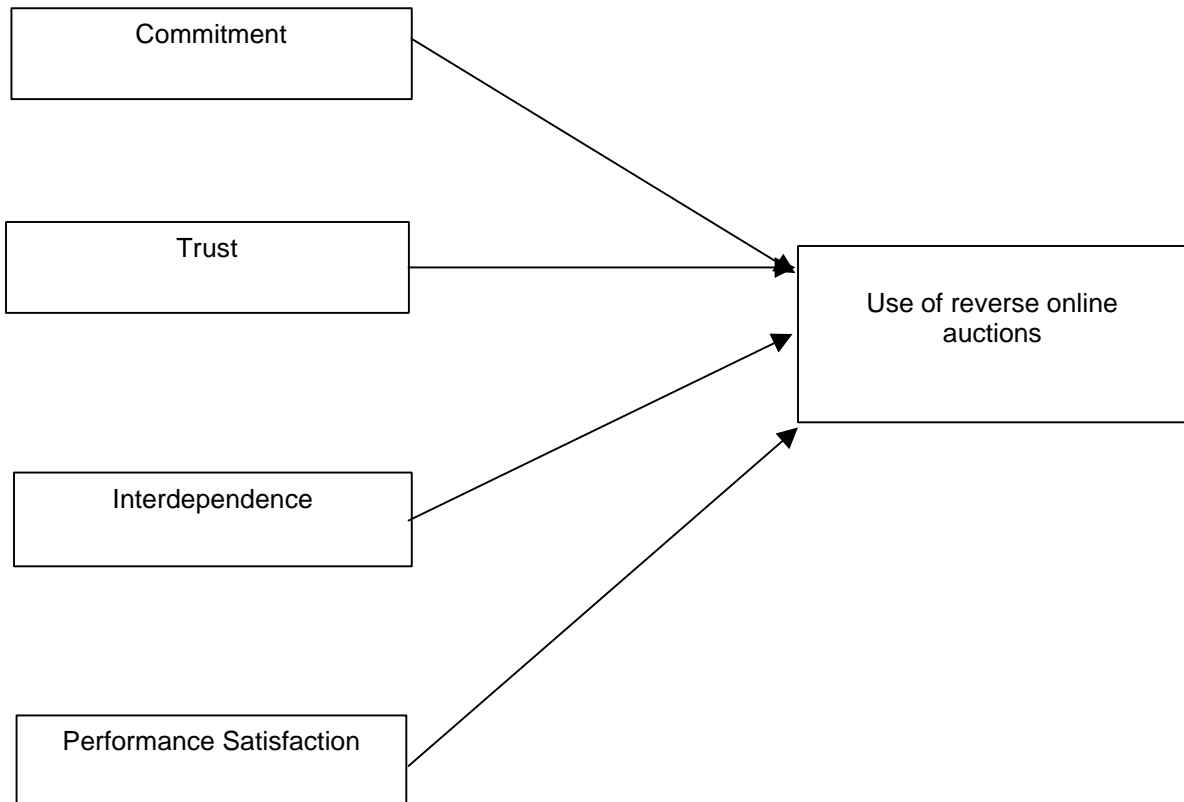 Commitment
Trust
Use of reverse online
auctions
Interdependence
Performance Satisfaction